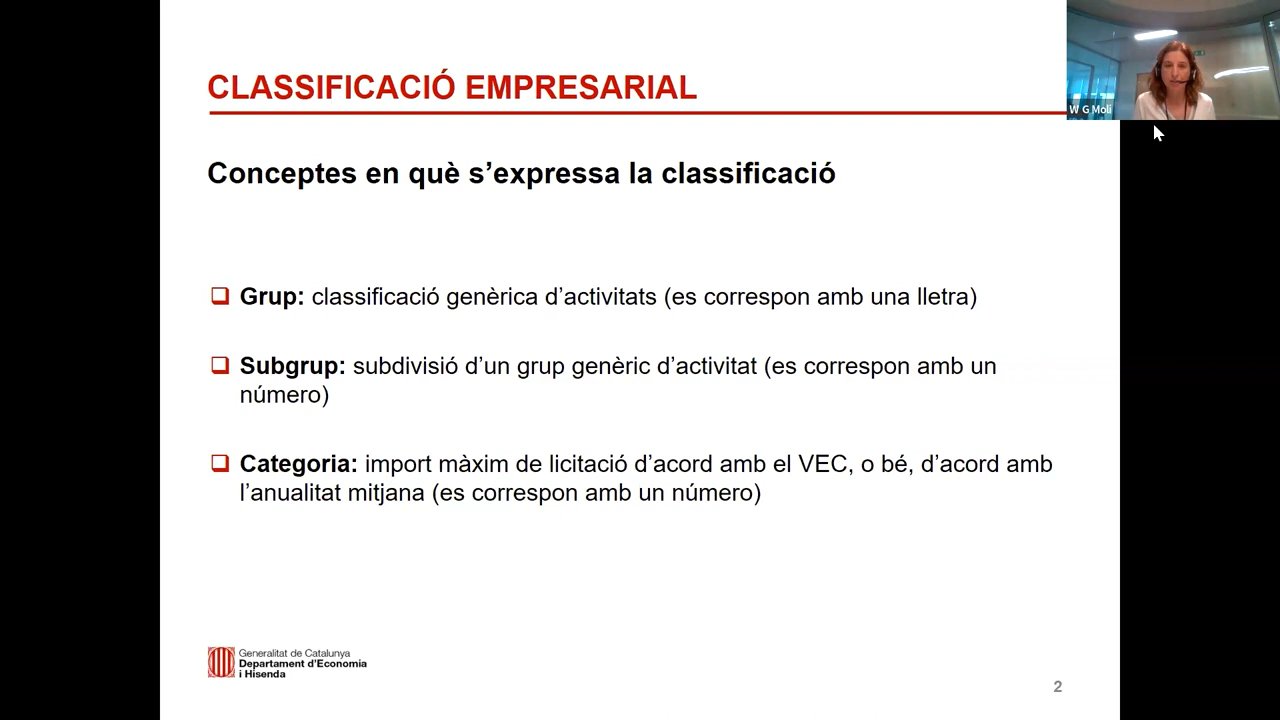 CLASSIFICACIÓ EMPRESARIAL
W G Moli
Conceptes en què s’expressa la classificació
Grup: classificació genèrica d’activitats (es correspon amb una lletra)
Subgrup: subdivisió d’un grup genèric d’activitat (es correspon amb un
número)
Categoria: import màxim de licitació d’acord amb el VEC, o bé, d’acord amb
l’anualitat mitjana (es correspon amb un número)
Generalitat de Catalunya
Departament d’Economia
i Hisenda
2